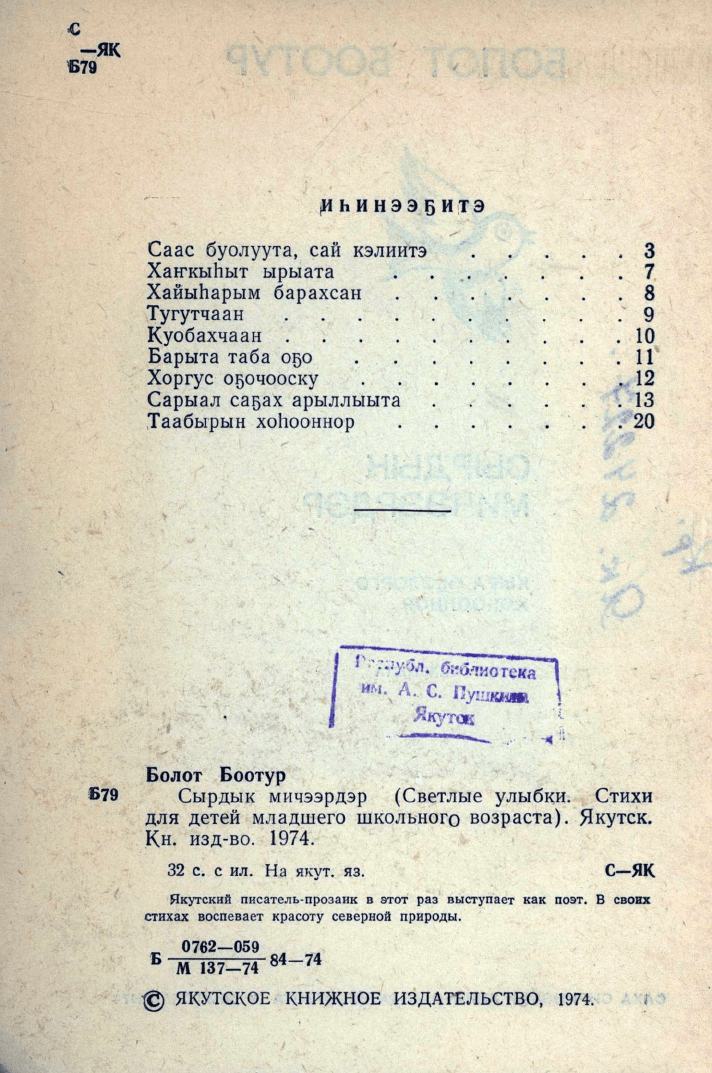 С
—ЯК
Б79
ИҺИНЭЭҔИТЭ
Саас буолуута, сай кэлиитэ . . . . . 3
Хаҥкыһыт ырыата . . . . . . . 7
Хайыһарым барахсан . . . . . . . 8
Тугутчаан . . . . . . . . . . 9
Куобахчаан . . . . . . . . . . 10
Барыта таба оҕо . . . . . . . . 11
Хоргус оҕочооску . . . . . . . . 12
Сарыал саҕах арыллыыта . . . . . . 13
Таабырын хоһооннор . . . . . . . 20
Республ. библиотека
им. А. С. Пушкина
Якутск
Болот Боотур
Б79
Сырдык мичээрдэр (Светлые улыбки. Стихи
для детей младшего школьного возраста). Якутск.
Кн. изд-во. 1974.
32 с. с ил. На якут. яз. С—ЯК
Якутский писатель-прозаик в этот раз выступает как поэт. В своих
стихах воспевает красоту северной природы.
Б 0762—059
М 137—74 84—74
© ЯКУТСКОЕ КНИЖНОЕ ИЗДАТЕЛЬСТВО, 1974.